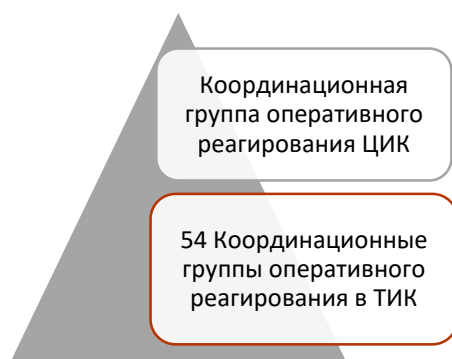 Координационная
группа оперативного
реагирования ЦИК
54 Координационные
группы оперативного
реагирования в ТИК